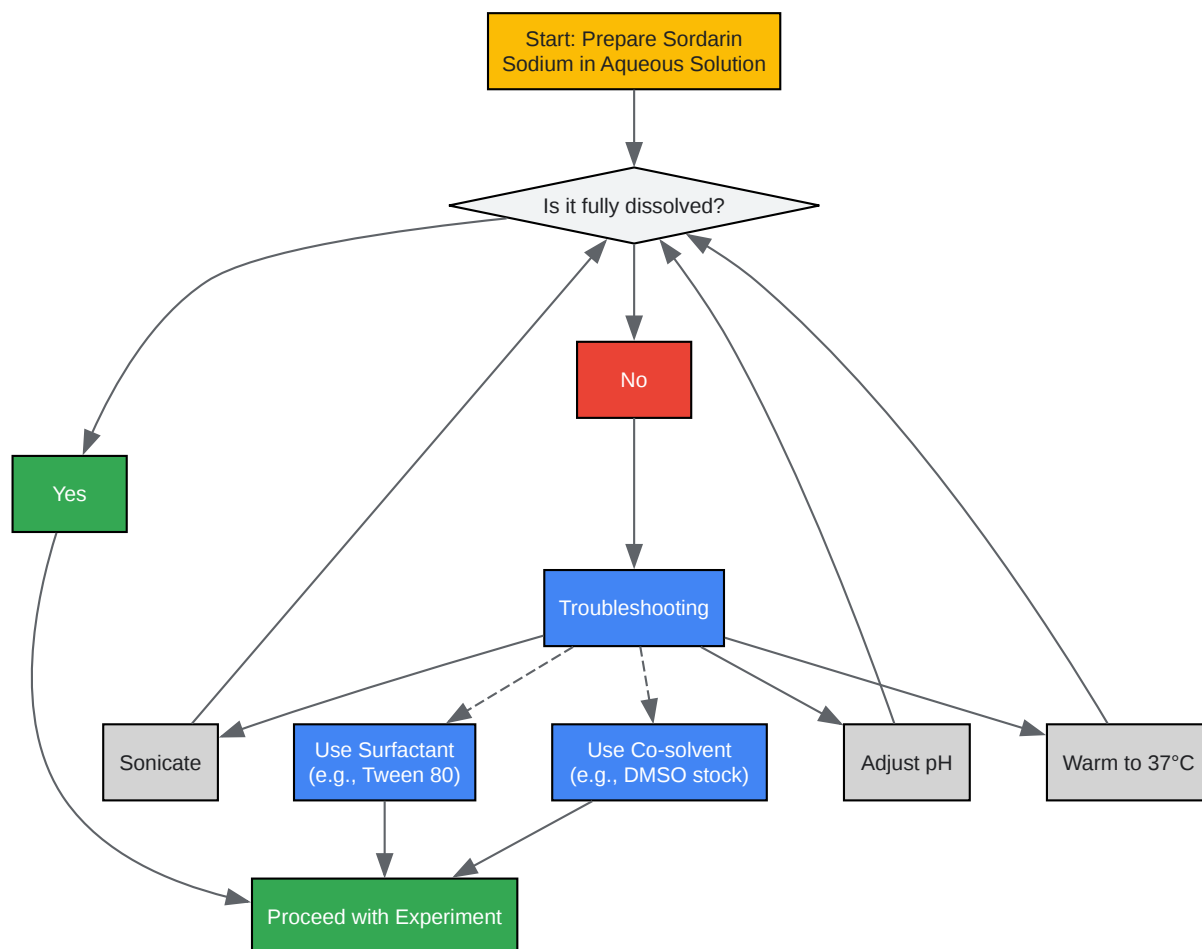 Start: Prepare Sordarin
Sodium in Aqueous Solution
Is it fully dissolved?
No
Yes
Troubleshooting
Sonicate
Use Surfactant
(e.g., Tween 80)
Use Co-solvent
(e.g., DMSO stock)
Adjust pH
Warm to 37°C
Proceed with Experiment